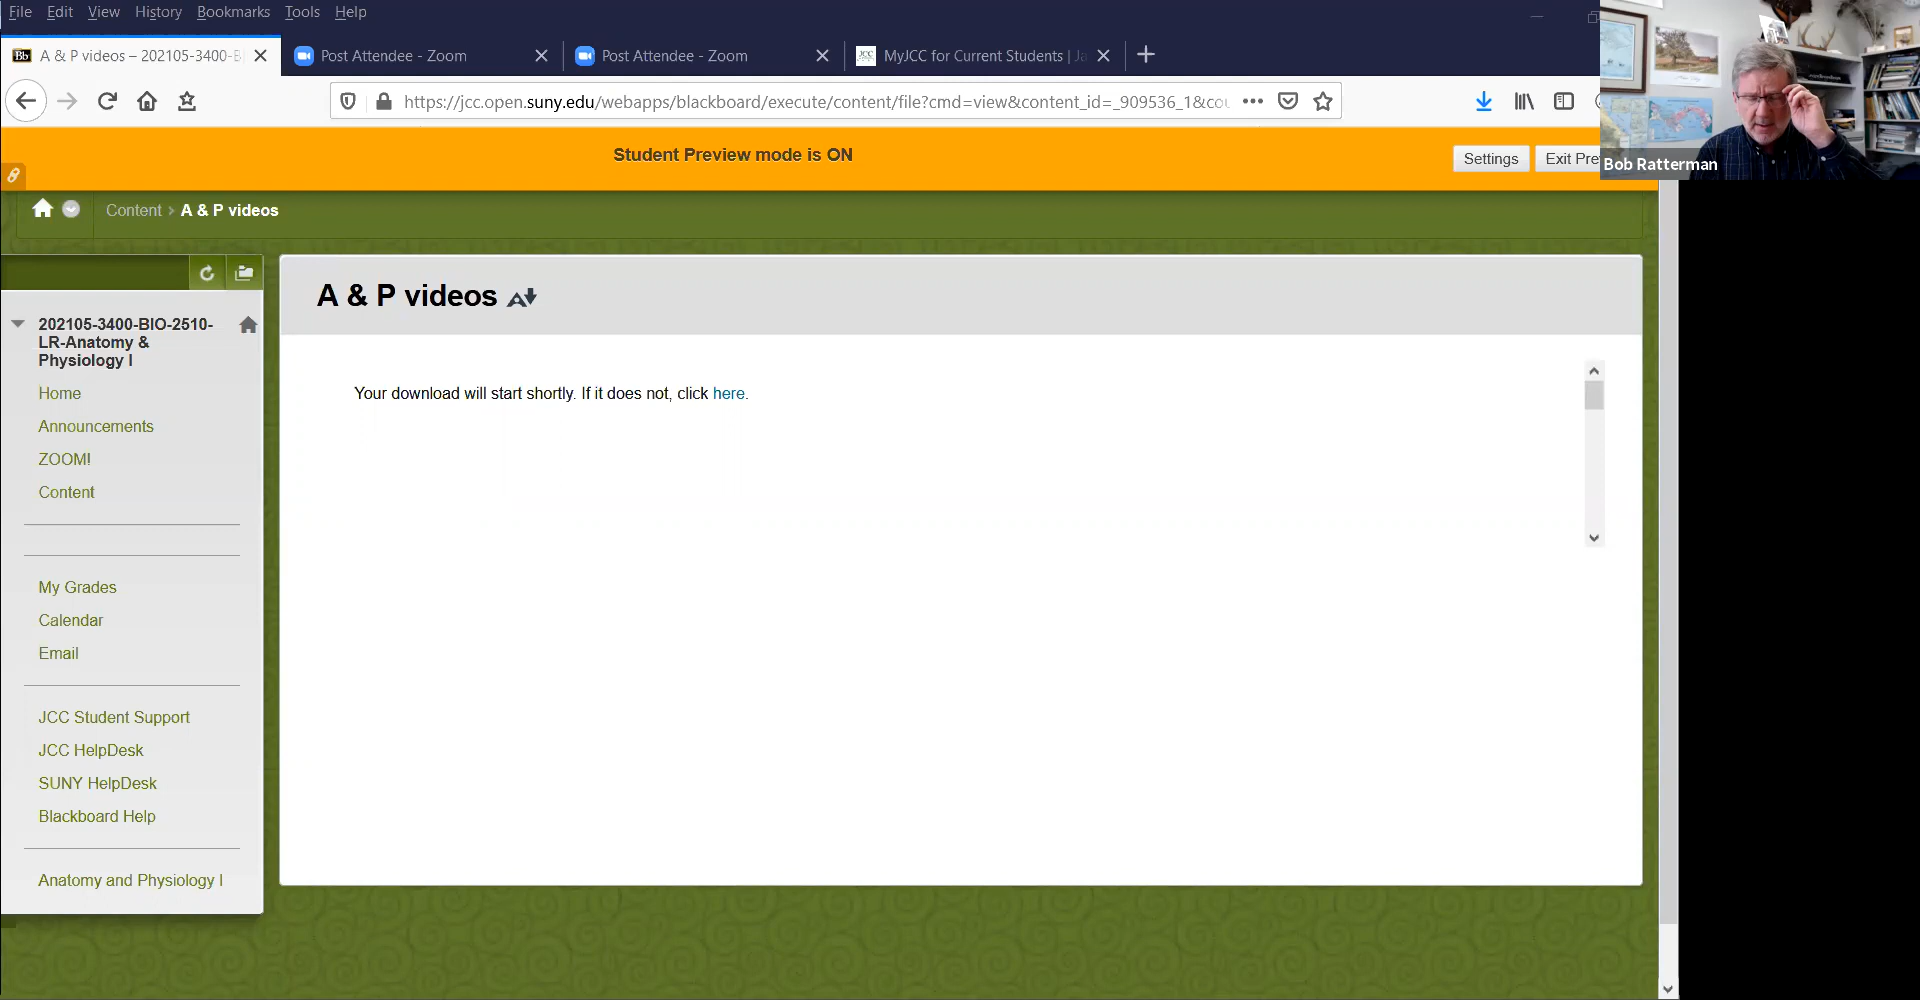 File Edit View History Bookmarks Tools Help
Bb A & P videos – 202105-3400-B
Post Attendee - Zoom
Post Attendee - Zoom
JCC MyJCC for Current Students | Ja
https://jcc.open.suny.edu/webapps/blackboard/execute/content/file?cmd=view&content_id=_909536_1&cou
Student Preview mode is ON
Settings
Exit Pre
Bob Ratterman
Content > A & P videos
A & P videos
202105-3400-BIO-2510-
LR-Anatomy &
Physiology I
Home
Announcements
ZOOM!
Content
My Grades
Calendar
Email
JCC Student Support
JCC HelpDesk
SUNY HelpDesk
Blackboard Help
Anatomy and Physiology I
Your download will start shortly. If it does not, click here.